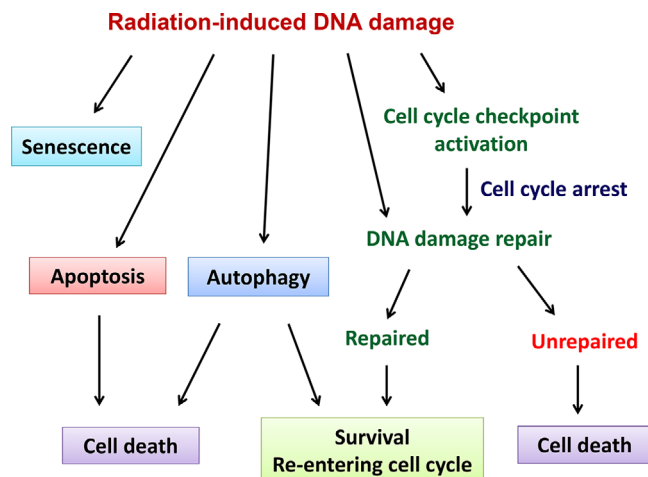 Radiation-induced DNA damage
Cell cycle checkpoint
activation
Senescence
Cell cycle arrest
DNA damage repair
Apoptosis
Autophagy
Repaired
Unrepaired
Cell death
Survival
Re-entering cell cycle
Cell death